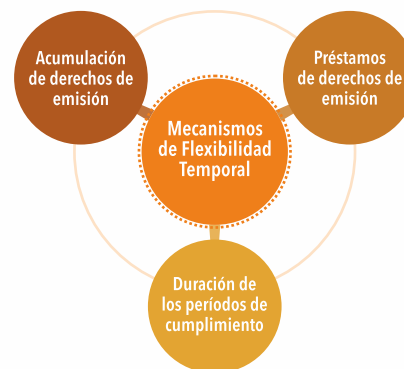 Acumulación
de derechos de
emisión
Préstamos
de derechos de
emisión
Mecanismos
de Flexibilidad
Temporal
Duración de
los períodos de
cumplimiento